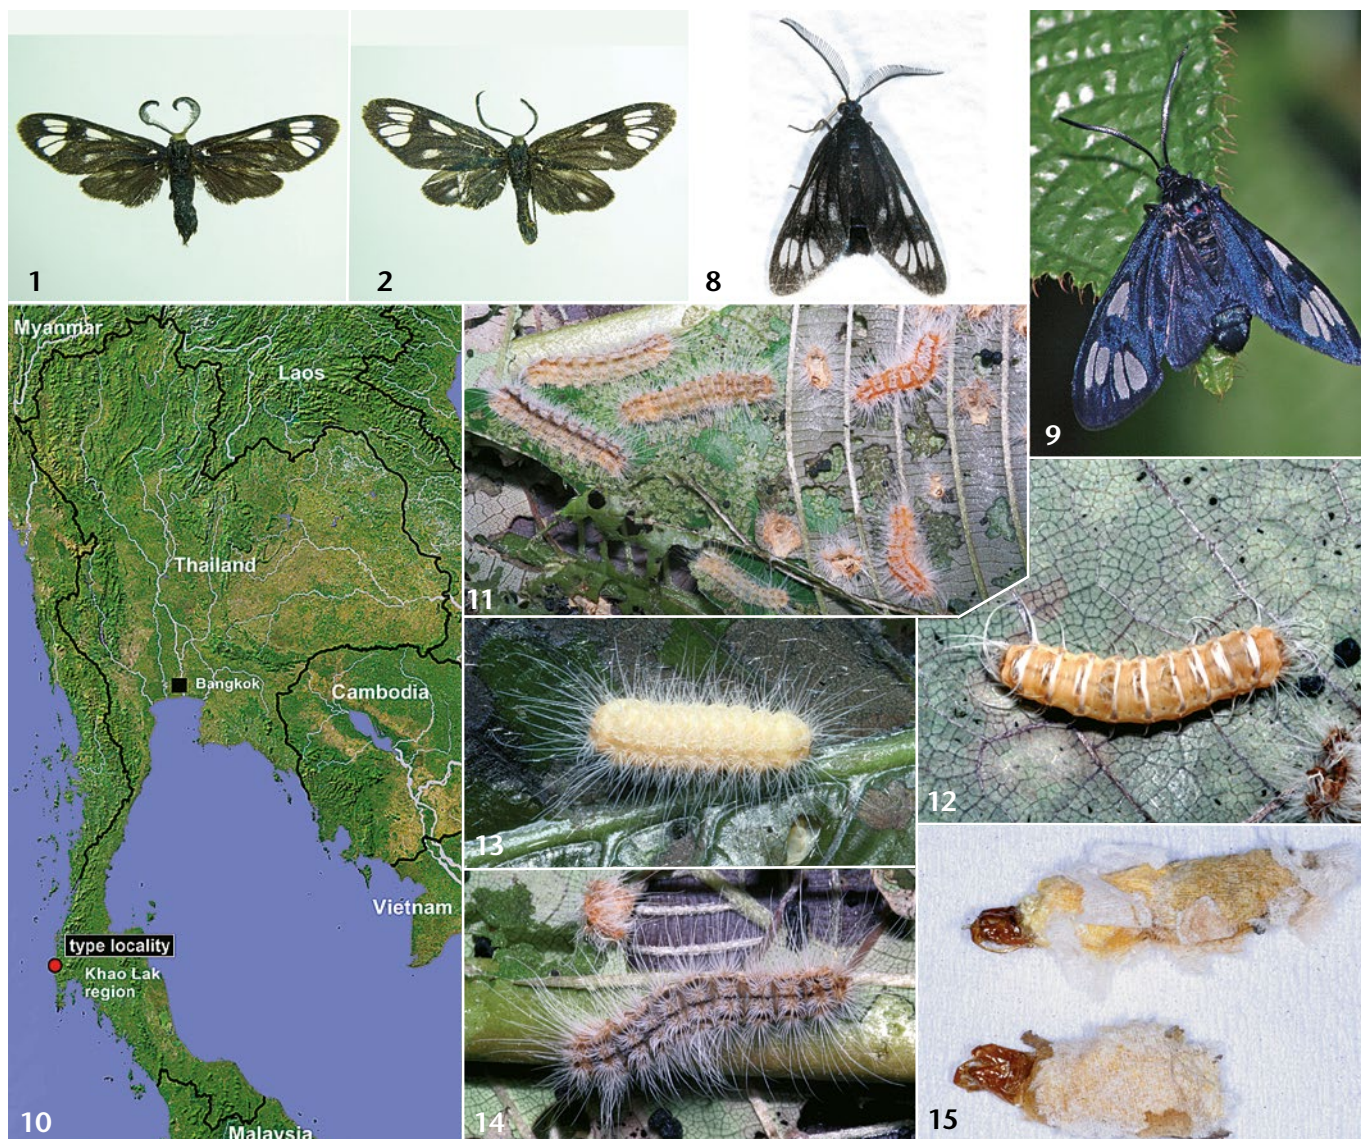 1
2
8
9
Myanmar
Laos
Thailand
Bangkok
Cambodia
Vietnam
type locality
Khao Lak
region
Malaysia
10
11
12
13
14
15